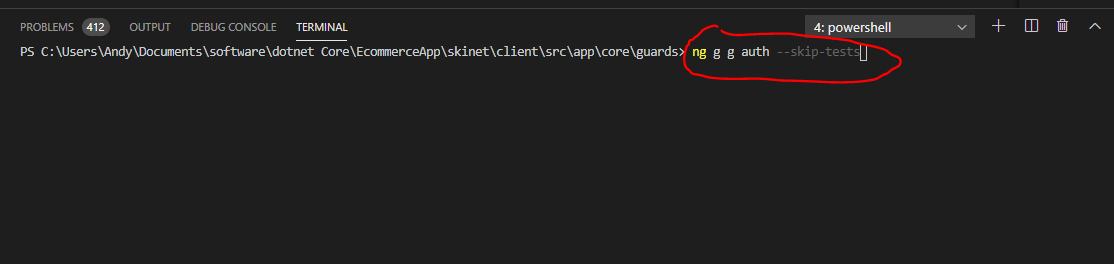 PROBLEMS 412 OUTPUT DEBUG CONSOLE TERMINAL 4: powershell
PS C:\Users\Andy\Documents\software\dotnet Core\EcommerceApp\skinet\client\src\app\core\guards> ng g g auth --skip-tests